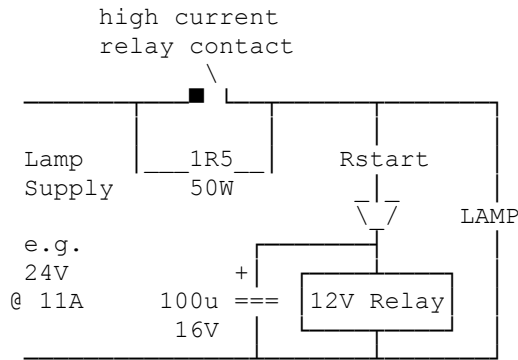 high current
relay contact
Lamp 1R5 Rstart
Supply 50W
LAMP
e.g.
24V +
@ 11A 100u 12V Relay
16V